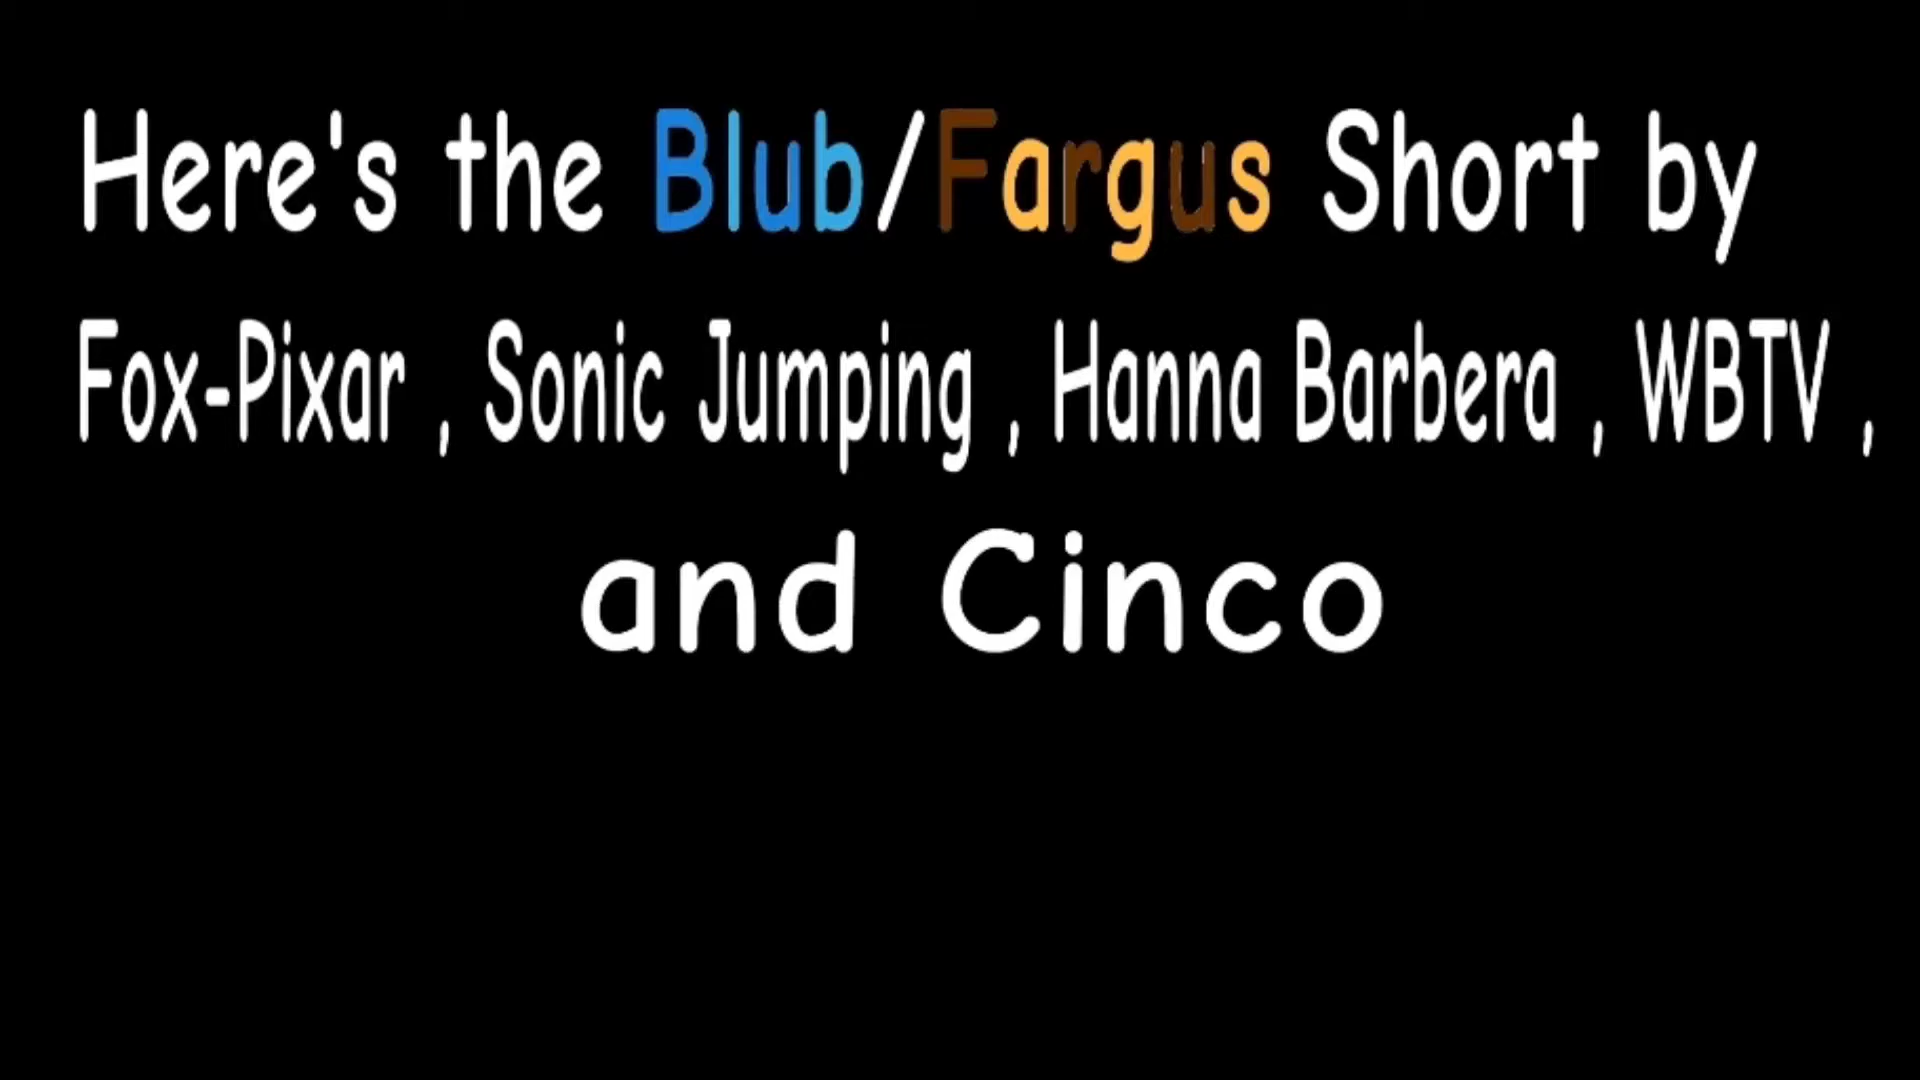 Here's the Blub/Fargus Short by
Fox-Pixar , Sonic Jumping , Hanna Barbera , WBTV ,
and Cinco